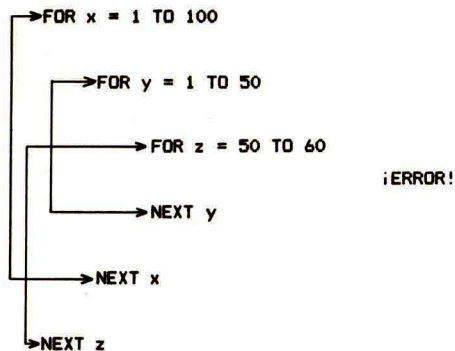 FOR x = 1 TO 100
FOR y = 1 TO 50
FOR z = 50 TO 60
¡ERROR!
NEXT y
NEXT x
NEXT z